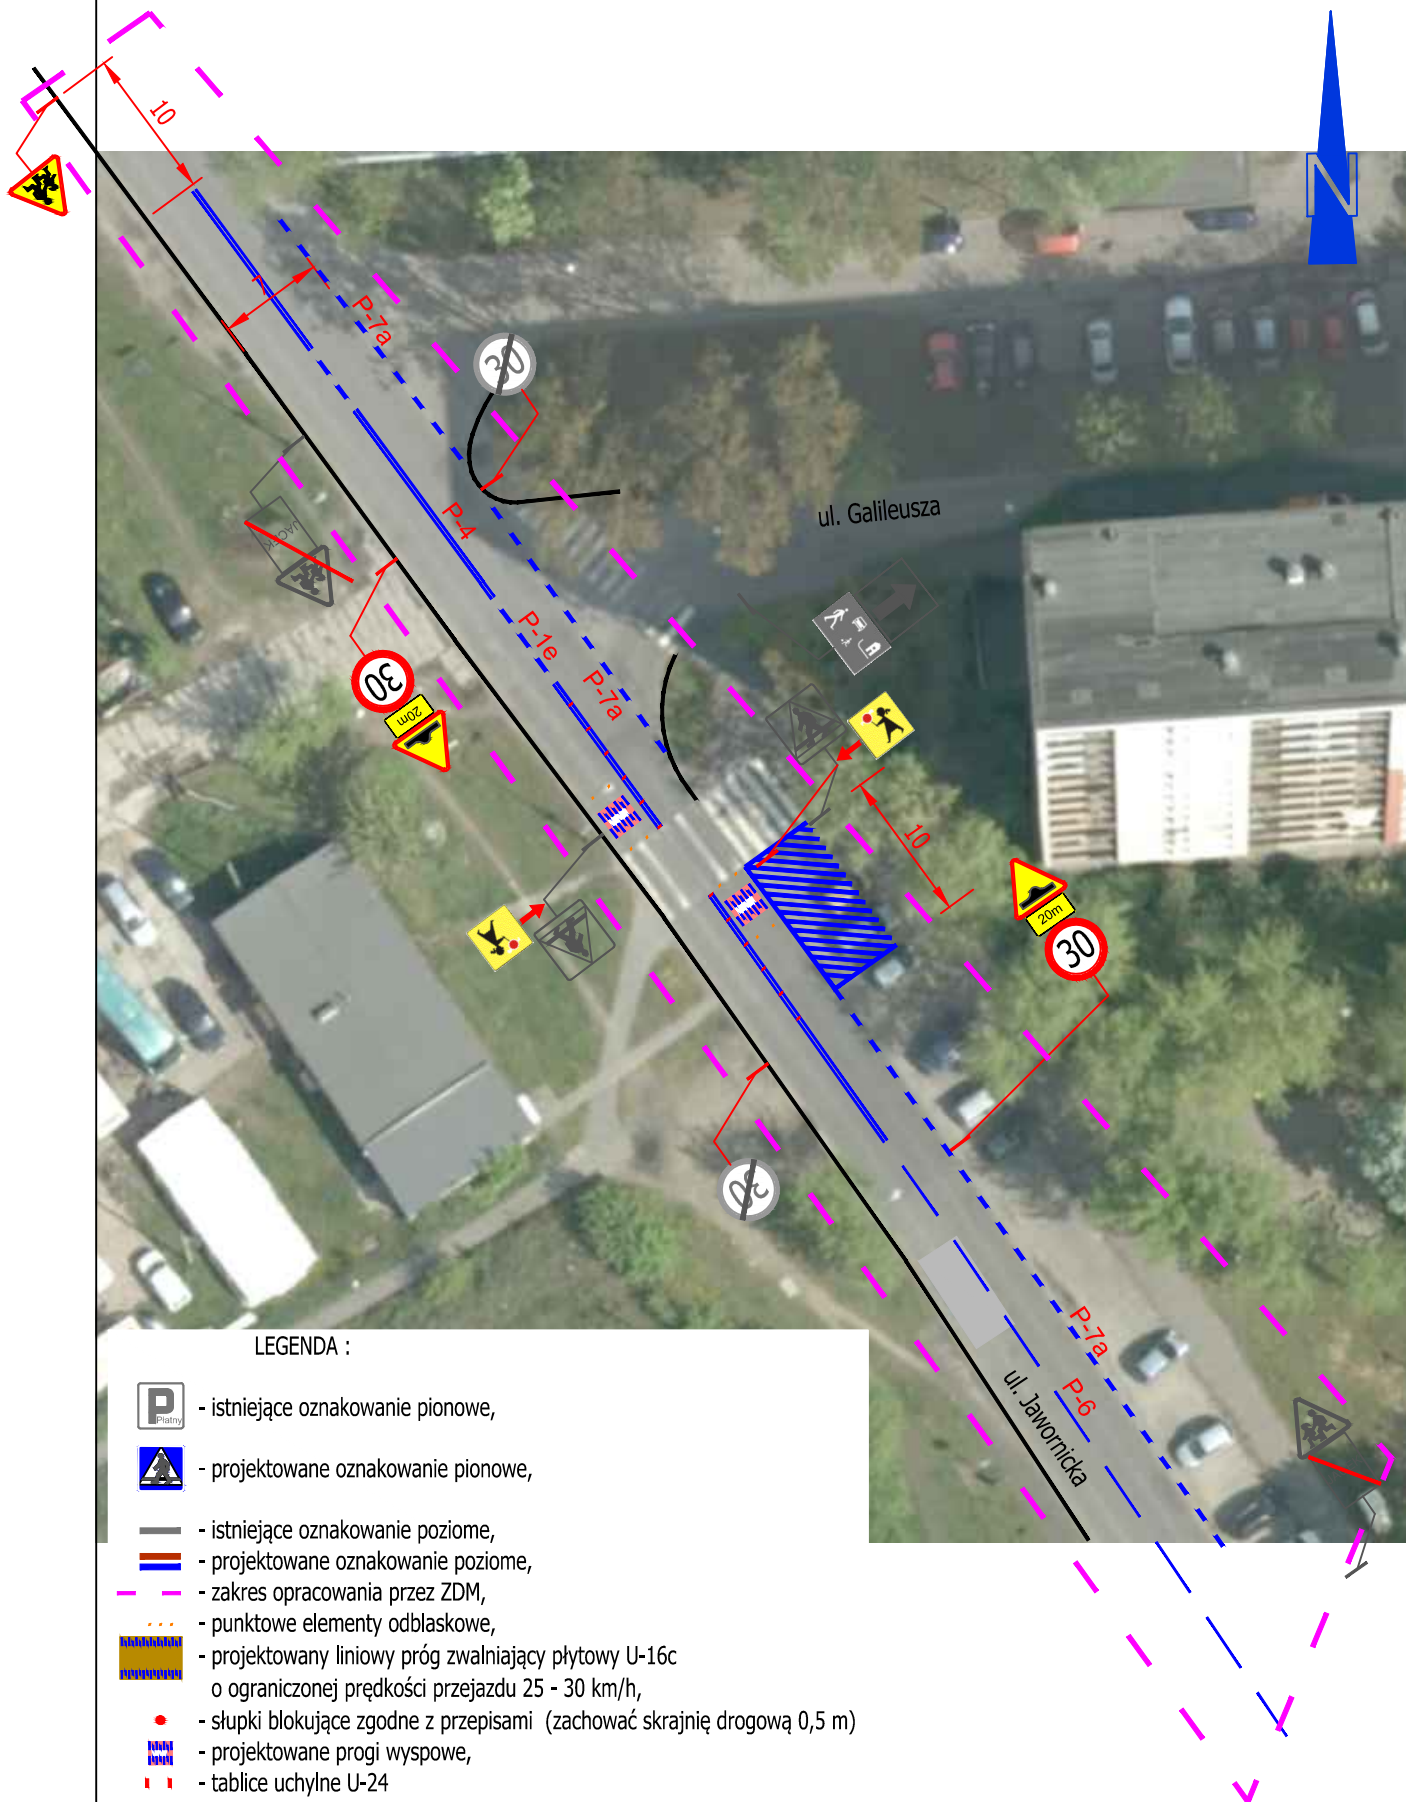 10
N
7
P-7a
30
P-4
ul. Galileusza
JACEK
P-1e
P-7a
30
20m
10
20m
30
30
P-7a
P-6
ul. Jawornicka
LEGENDA :
P
Płatny
- istniejące oznakowanie pionowe,
- projektowane oznakowanie pionowe,
- istniejące oznakowanie poziome,
- projektowane oznakowanie poziome,
- zakres opracowania przez ZDM,
- punktowe elementy odblaskowe,
- projektowany liniowy próg zwalniający płytowy U-16c
o ograniczonej prędkości przejazdu 25 - 30 km/h,
- słupki blokujące zgodne z przepisami (zachować skrajnię drogową 0,5 m)
- projektowane progi wyspowe,
- tablice uchylne U-24